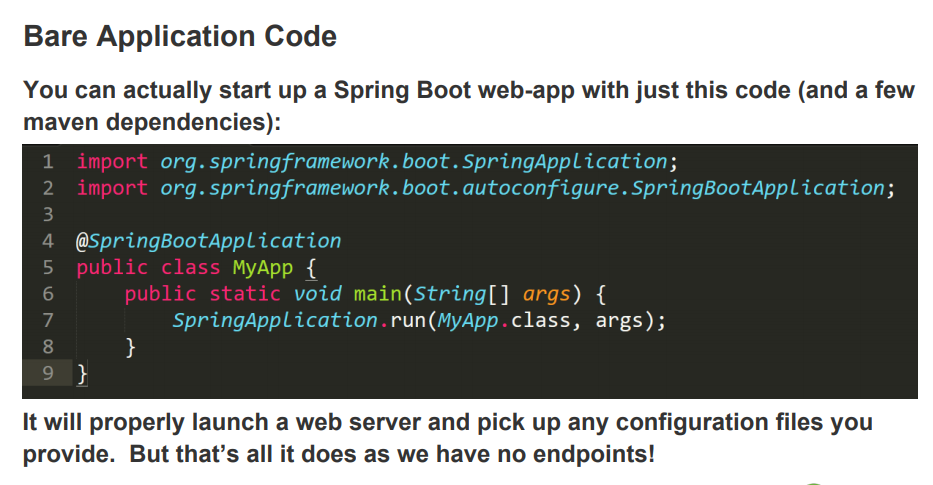 Bare Application Code
You can actually start up a Spring Boot web-app with just this code (and a few
maven dependencies):
1 import org.springframework.boot.SpringApplication;
2 import org.springframework.boot.autoconfigure.SpringBootApplication;
3
4 @SpringBootApplication
5 public class MyApp {
6     public static void main(String[] args) {
7         SpringApplication.run(MyApp.class, args);
8     }
9 }
It will properly launch a web server and pick up any configuration files you
provide.  But that’s all it does as we have no endpoints!